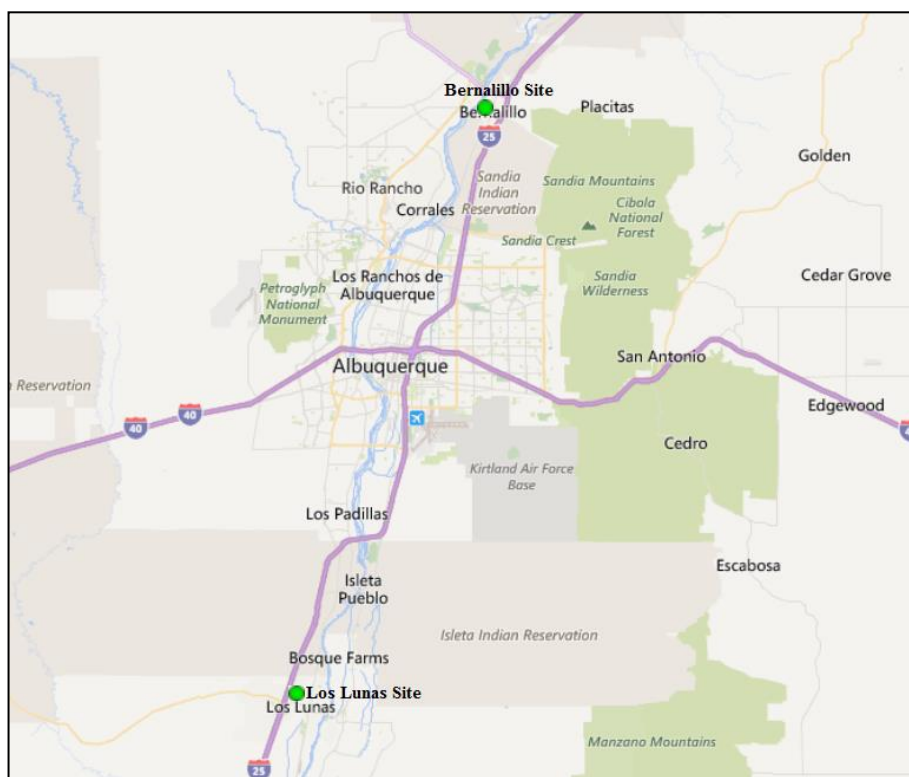 Bernalillo Site
Bernalillo
Placitas
25
Golden
Rio Rancho
Sandia
Indian
Reservation
Sandia Mountains
Corrales
Cibola
National
Forest
Sandia Crest
Los Ranchos de
Albuquerque
Petroglyph
National
Monument
Sandia
Wilderness
Cedar Grove
San Antonio
Albuquerque
Reservation
40
40
Edgewood
Cedro
Kirtland Air Force
Base
Los Padillas
Escabosa
Isleta
Pueblo
Isleta Indian Reservation
Bosque Farms
Los Lunas Site
Los Lunas
Manzano Mountains
25